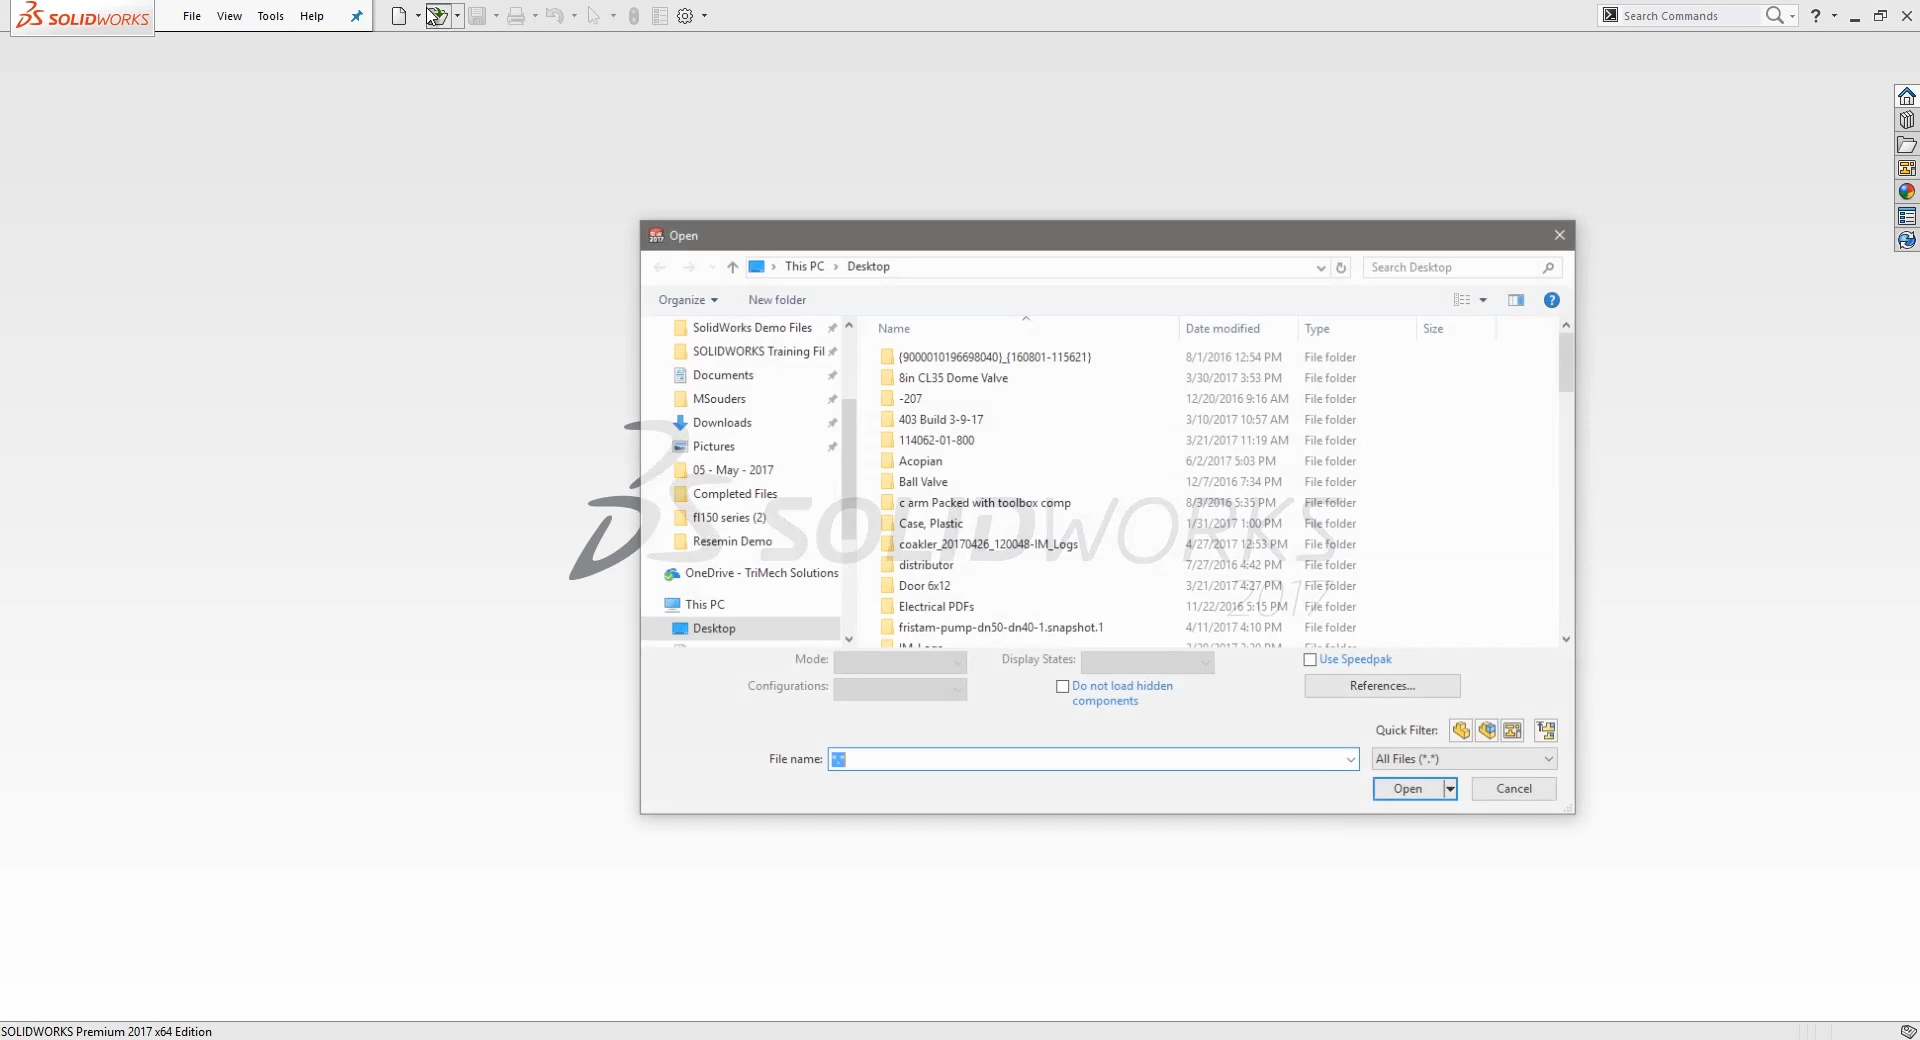 SOLIDWORKS File View Tools Help Search Commands ?
2017 Open
This PC > Desktop Search Desktop
Organize New folder ?
Name Date modified Type Size
SolidWorks Demo Files
SOLIDWORKS Training Fil
Documents
MSouders
Downloads
Pictures
05 - May - 2017
Completed Files
fl150 series (2)
Resemin Demo
OneDrive - TriMech Solutions
This PC
Desktop
{9000010196698040}_{160801-115621} 8/1/2016 12:54 PM File folder
8in CL35 Dome Valve 3/30/2017 3:53 PM File folder
-207 12/20/2016 9:16 AM File folder
403 Build 3-9-17 3/10/2017 10:57 AM File folder
114062-01-800 3/21/2017 11:19 AM File folder
Acopian 6/2/2017 5:03 PM File folder
Ball Valve 12/7/2016 7:34 PM File folder
c arm Packed with toolbox comp 8/3/2016 5:35 PM File folder
Case, Plastic 1/31/2017 1:00 PM File folder
coakler_20170426_120048-IM_Logs 4/27/2017 12:53 PM File folder
distributor 7/27/2016 4:42 PM File folder
Door 6x12 3/21/2017 4:27 PM File folder
Electrical PDFs 11/22/2016 5:15 PM File folder
fristam-pump-dn50-dn40-1.snapshot.1 4/11/2017 4:10 PM File folder
SOLIDWORKS
2017
Mode: Display States: Use Speedpak
Configurations: Do not load hidden
components
References...
Quick Filter:
File name: All Files (*.*)
Open Cancel
SOLIDWORKS Premium 2017 x64 Edition